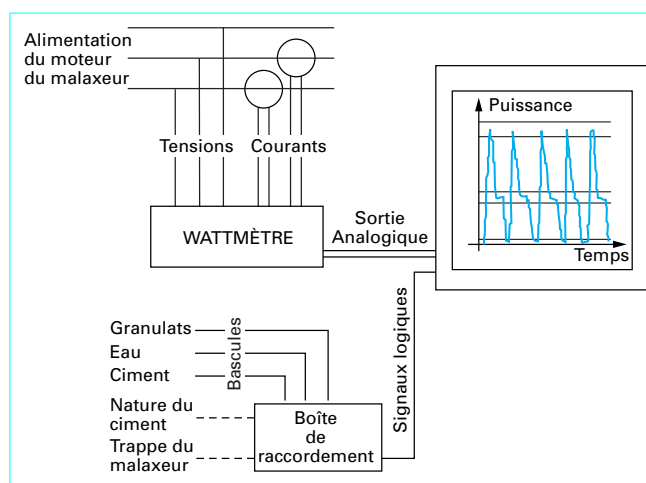 Alimentation
du moteur
du malaxeur
Puissance
Tensions
Courants
WATTMÈTRE
Sortie
Analogique
Temps
Granulats
Eau
Ciment
Bascules
Nature du
ciment
Trappe du
malaxeur
Boîte
de
raccordement
Signaux logiques